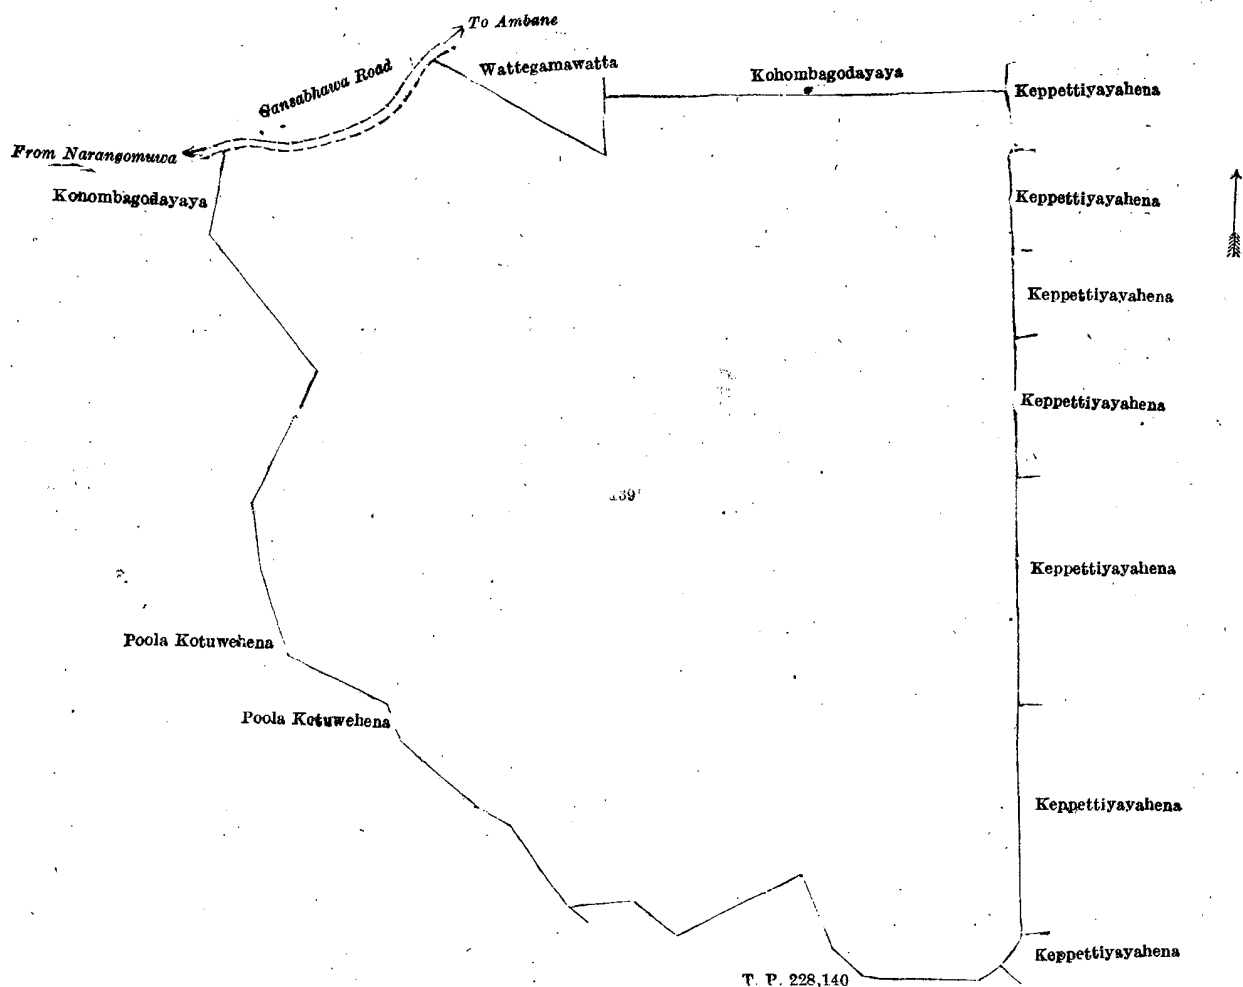 To Ambane
Wattegamawatta
Gansabhawa Road
Kohombagodayaya
Keppettiyayahena
From Narangomuwa
Konombagodayaya
Keppettiyayahena
Keppettiyayahena
Keppettiyayahena
Keppettiyayahena
Poola Kotuwehena
Poola Kotuwehena
Keppettiyayahena
Keppettiyayahena
T. P. 228,140